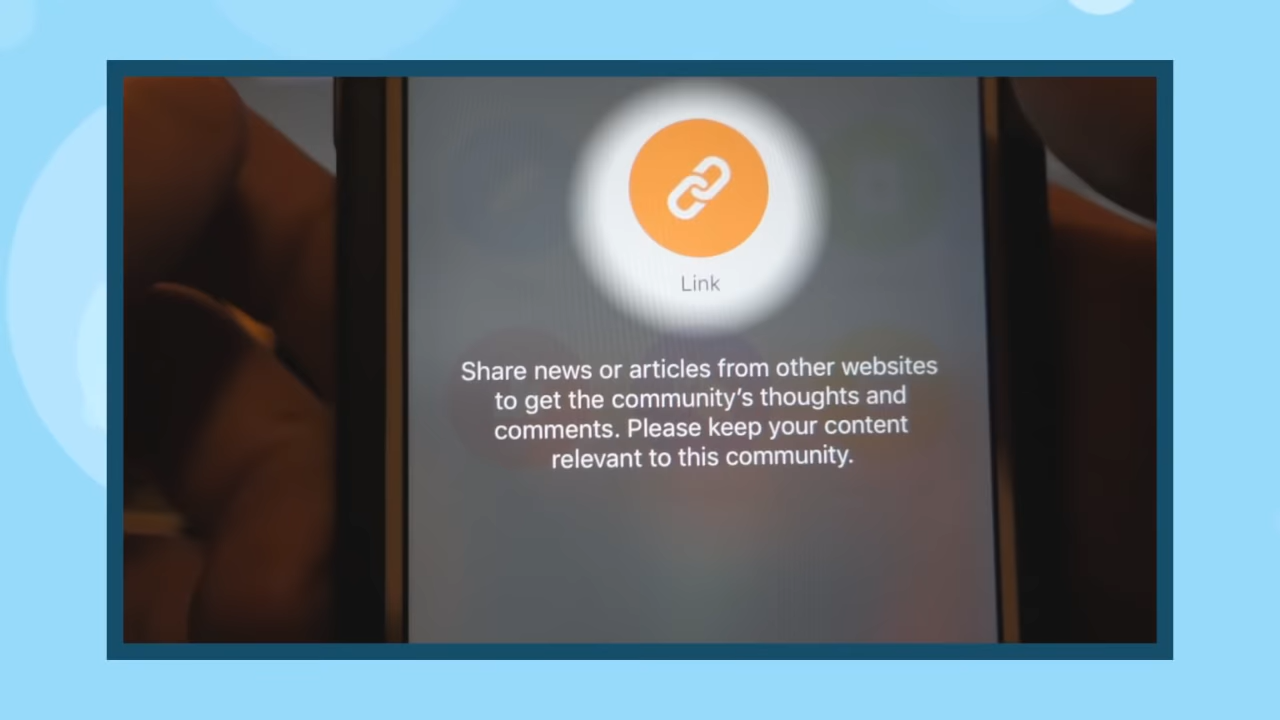 Link
Share news or articles from other websites
to get the community's thoughts and
comments. Please keep your content
relevant to this community.